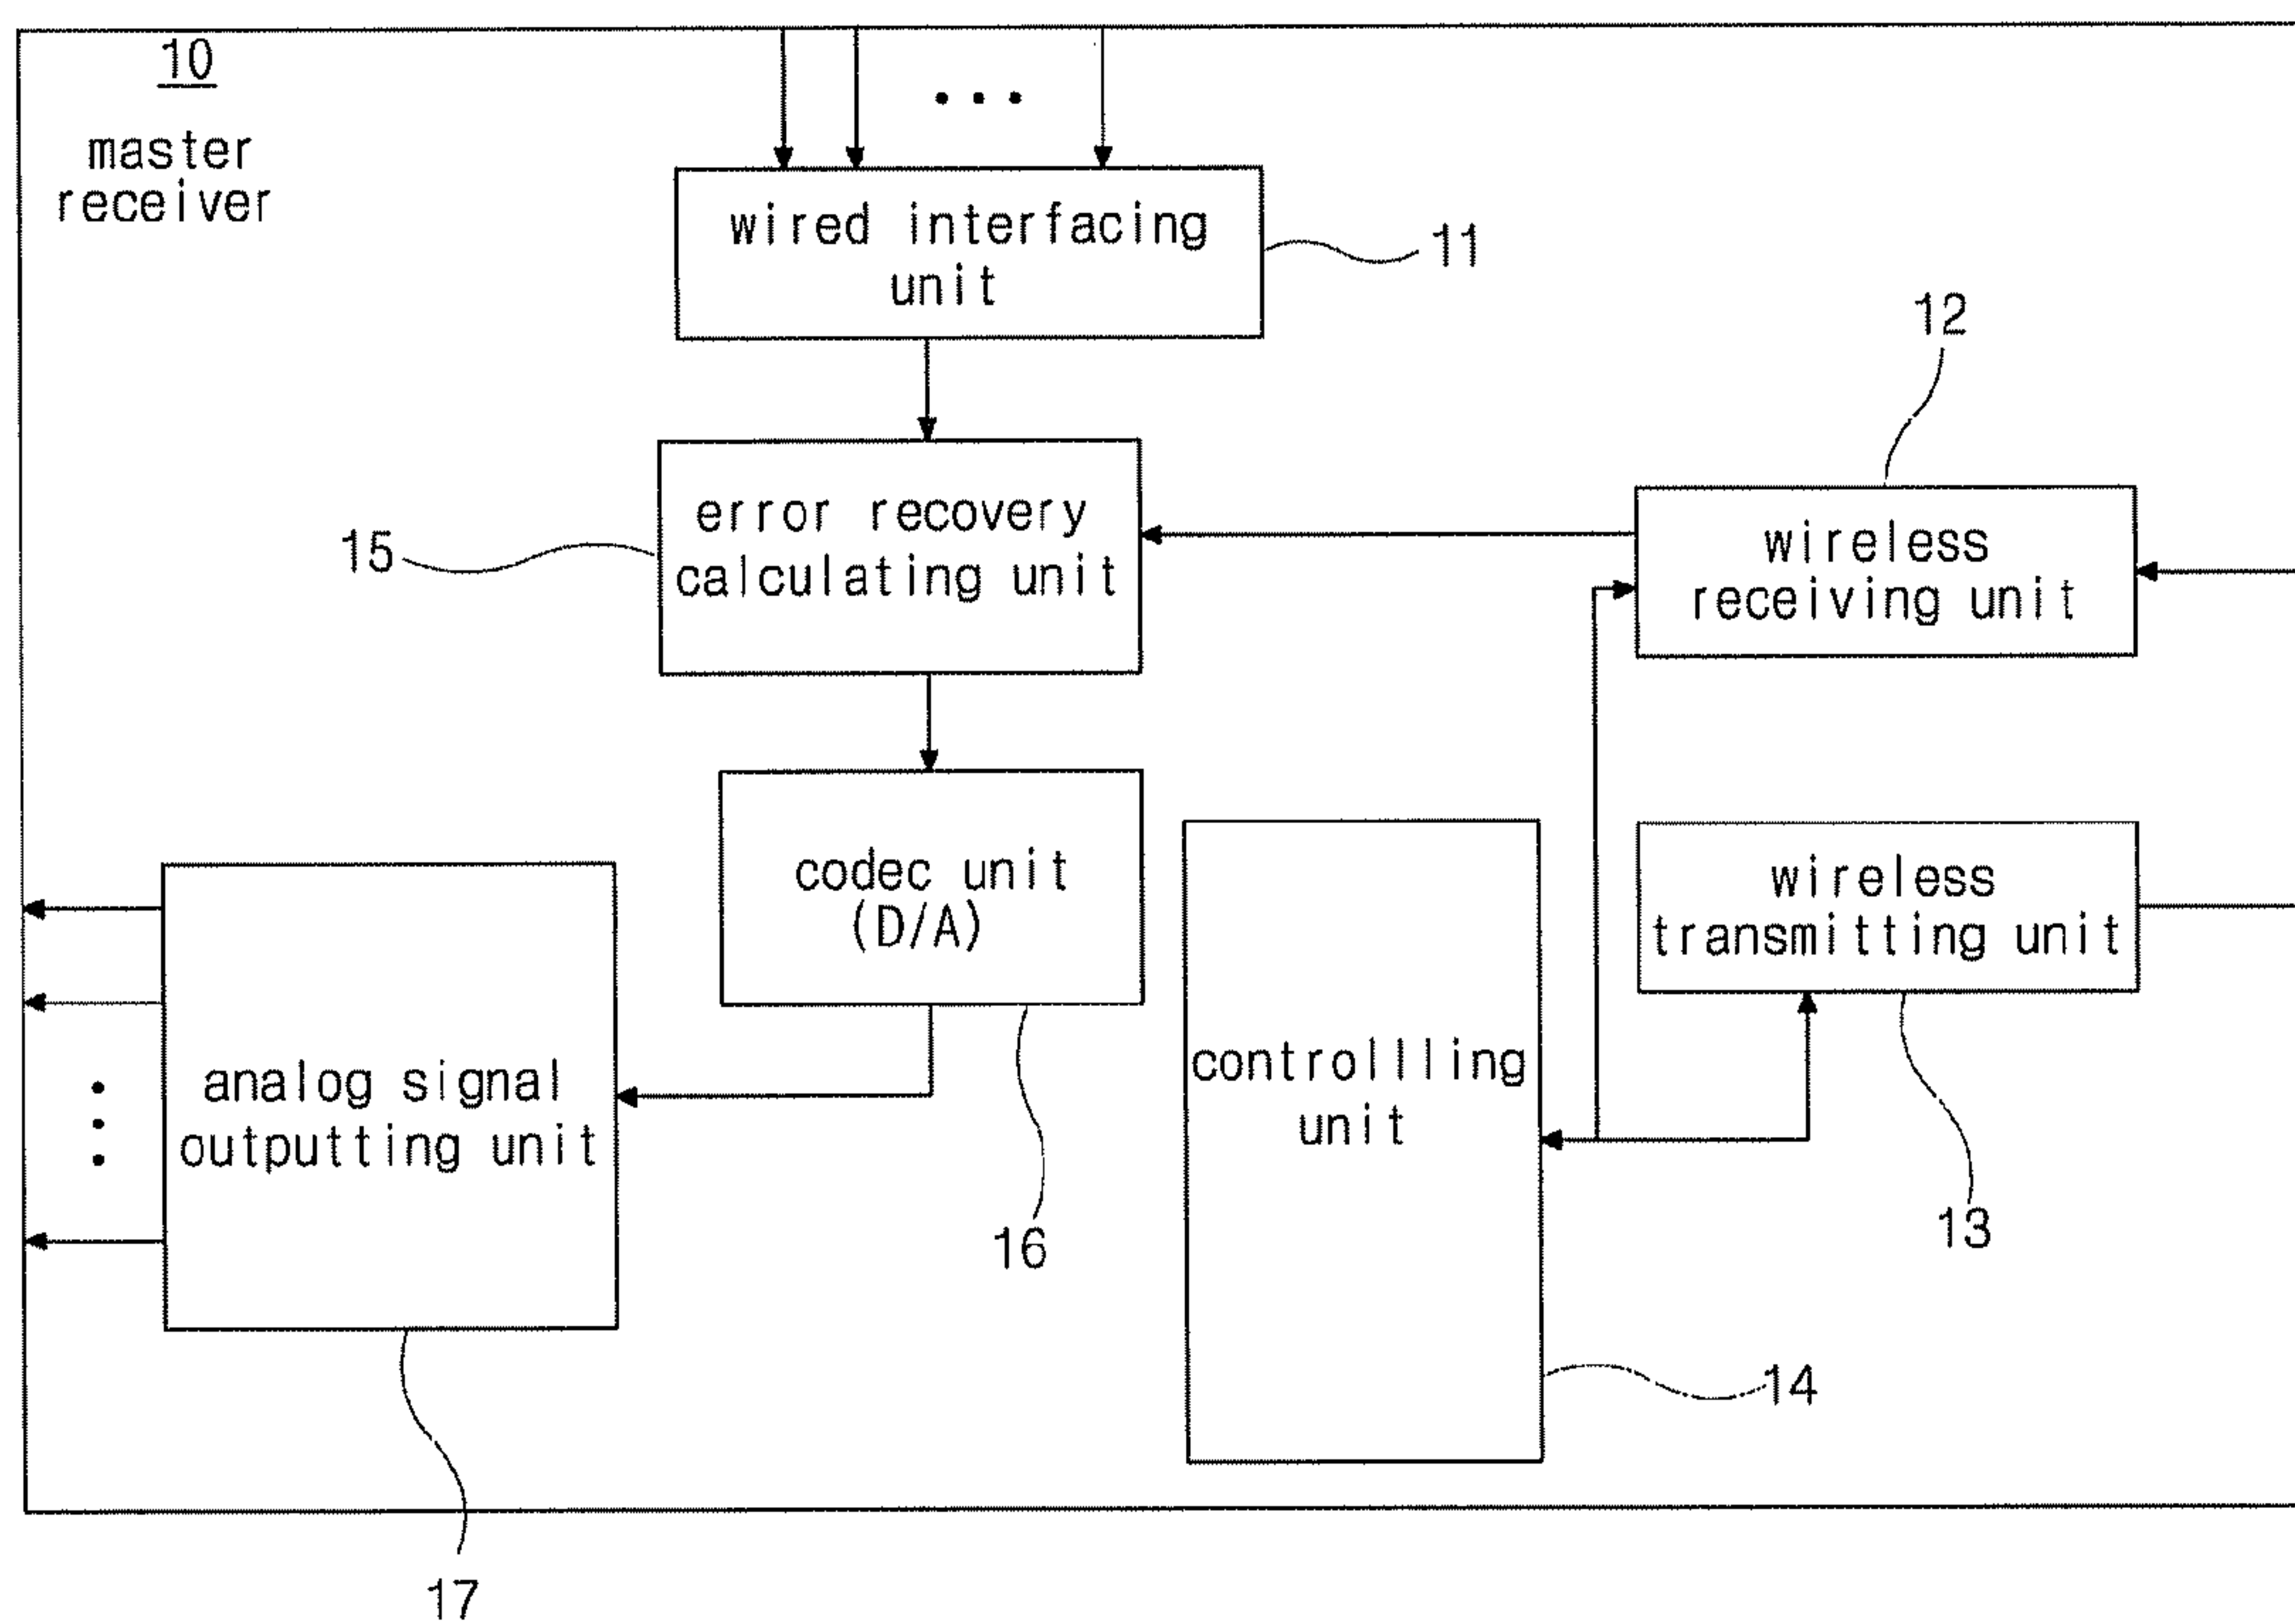 10
master
receiver
wired interfacing
unit
11
12
error recovery
calculating unit
15
wireless
receiving unit
codec unit
(D/A)
wireless
transmitting unit
analog signal
outputting unit
controllling
unit
16
13
14
17